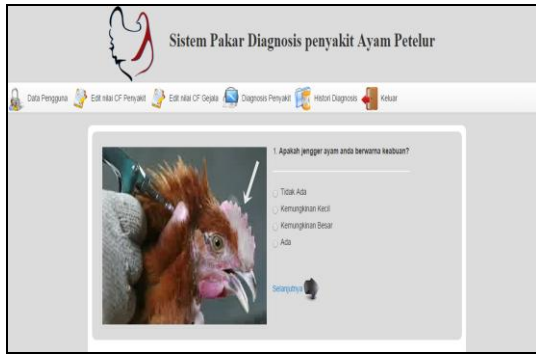 Sistem Pakar Diagnosis penyakit Ayam Petelur
Data Pengguna Edit nilai CF Penyakit Edit nilai CF Gejala Diagnosis Penyakit Histori Diagnosis Keluar
1. Apakah jengger ayam anda berwarna keabuan?
Tidak Ada
Kemungkinan Kecil
Kemungkinan Besar
Ada
Selanjutnya